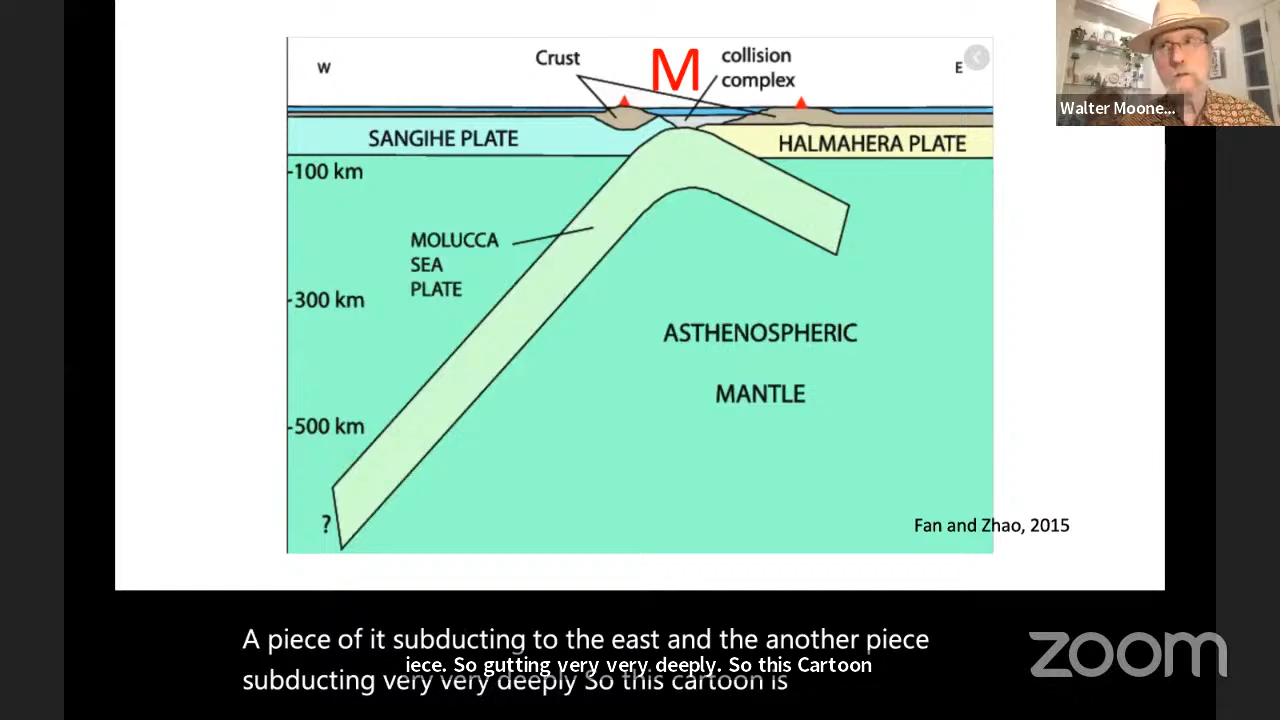 W
Crust
M
collision
complex
E
Walter Moone...
SANGIHE PLATE
HALMAHERA PLATE
-100 km
MOLUCCA
SEA
PLATE
-300 km
ASTHENOSPHERIC
MANTLE
-500 km
?
Fan and Zhao, 2015
A piece of it subducting to the east and the another piece
iece. So gutting very very deeply. So this Cartoon
subducting very very deeply So this cartoon is
zoom